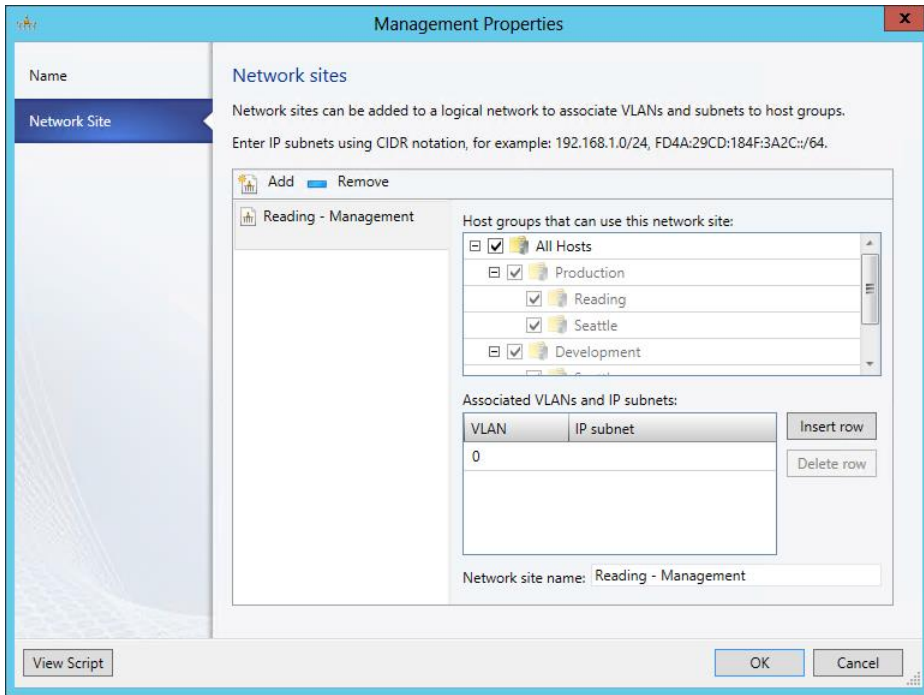 Management Properties
x
Name
Network Site
Network sites
Network sites can be added to a logical network to associate VLANs and subnets to host groups.
Enter IP subnets using CIDR notation, for example: 192.168.1.0/24, FD4A:29CD:184F:3A2C::/64.
Add Remove
Reading - Management
Host groups that can use this network site:
All Hosts
Production
Reading
Seattle
Development
Associated VLANs and IP subnets:
VLAN IP subnet
0
Insert row
Delete row
Network site name: Reading - Management
View Script
OK
Cancel